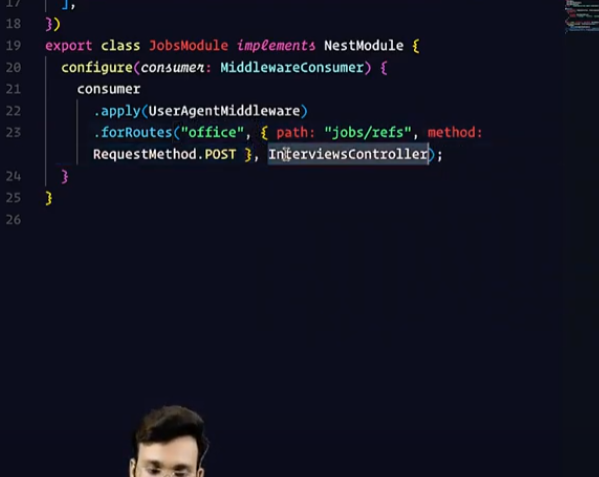 17 ],
18 })
19 export class JobsModule implements NestModule {
20 configure(consumer: MiddlewareConsumer) {
21 consumer
22 .apply(UserAgentMiddleware)
23 .forRoutes("office", { path: "jobs/refs", method:
RequestMethod.POST }, InterviewsController);
24 }
25 }
26